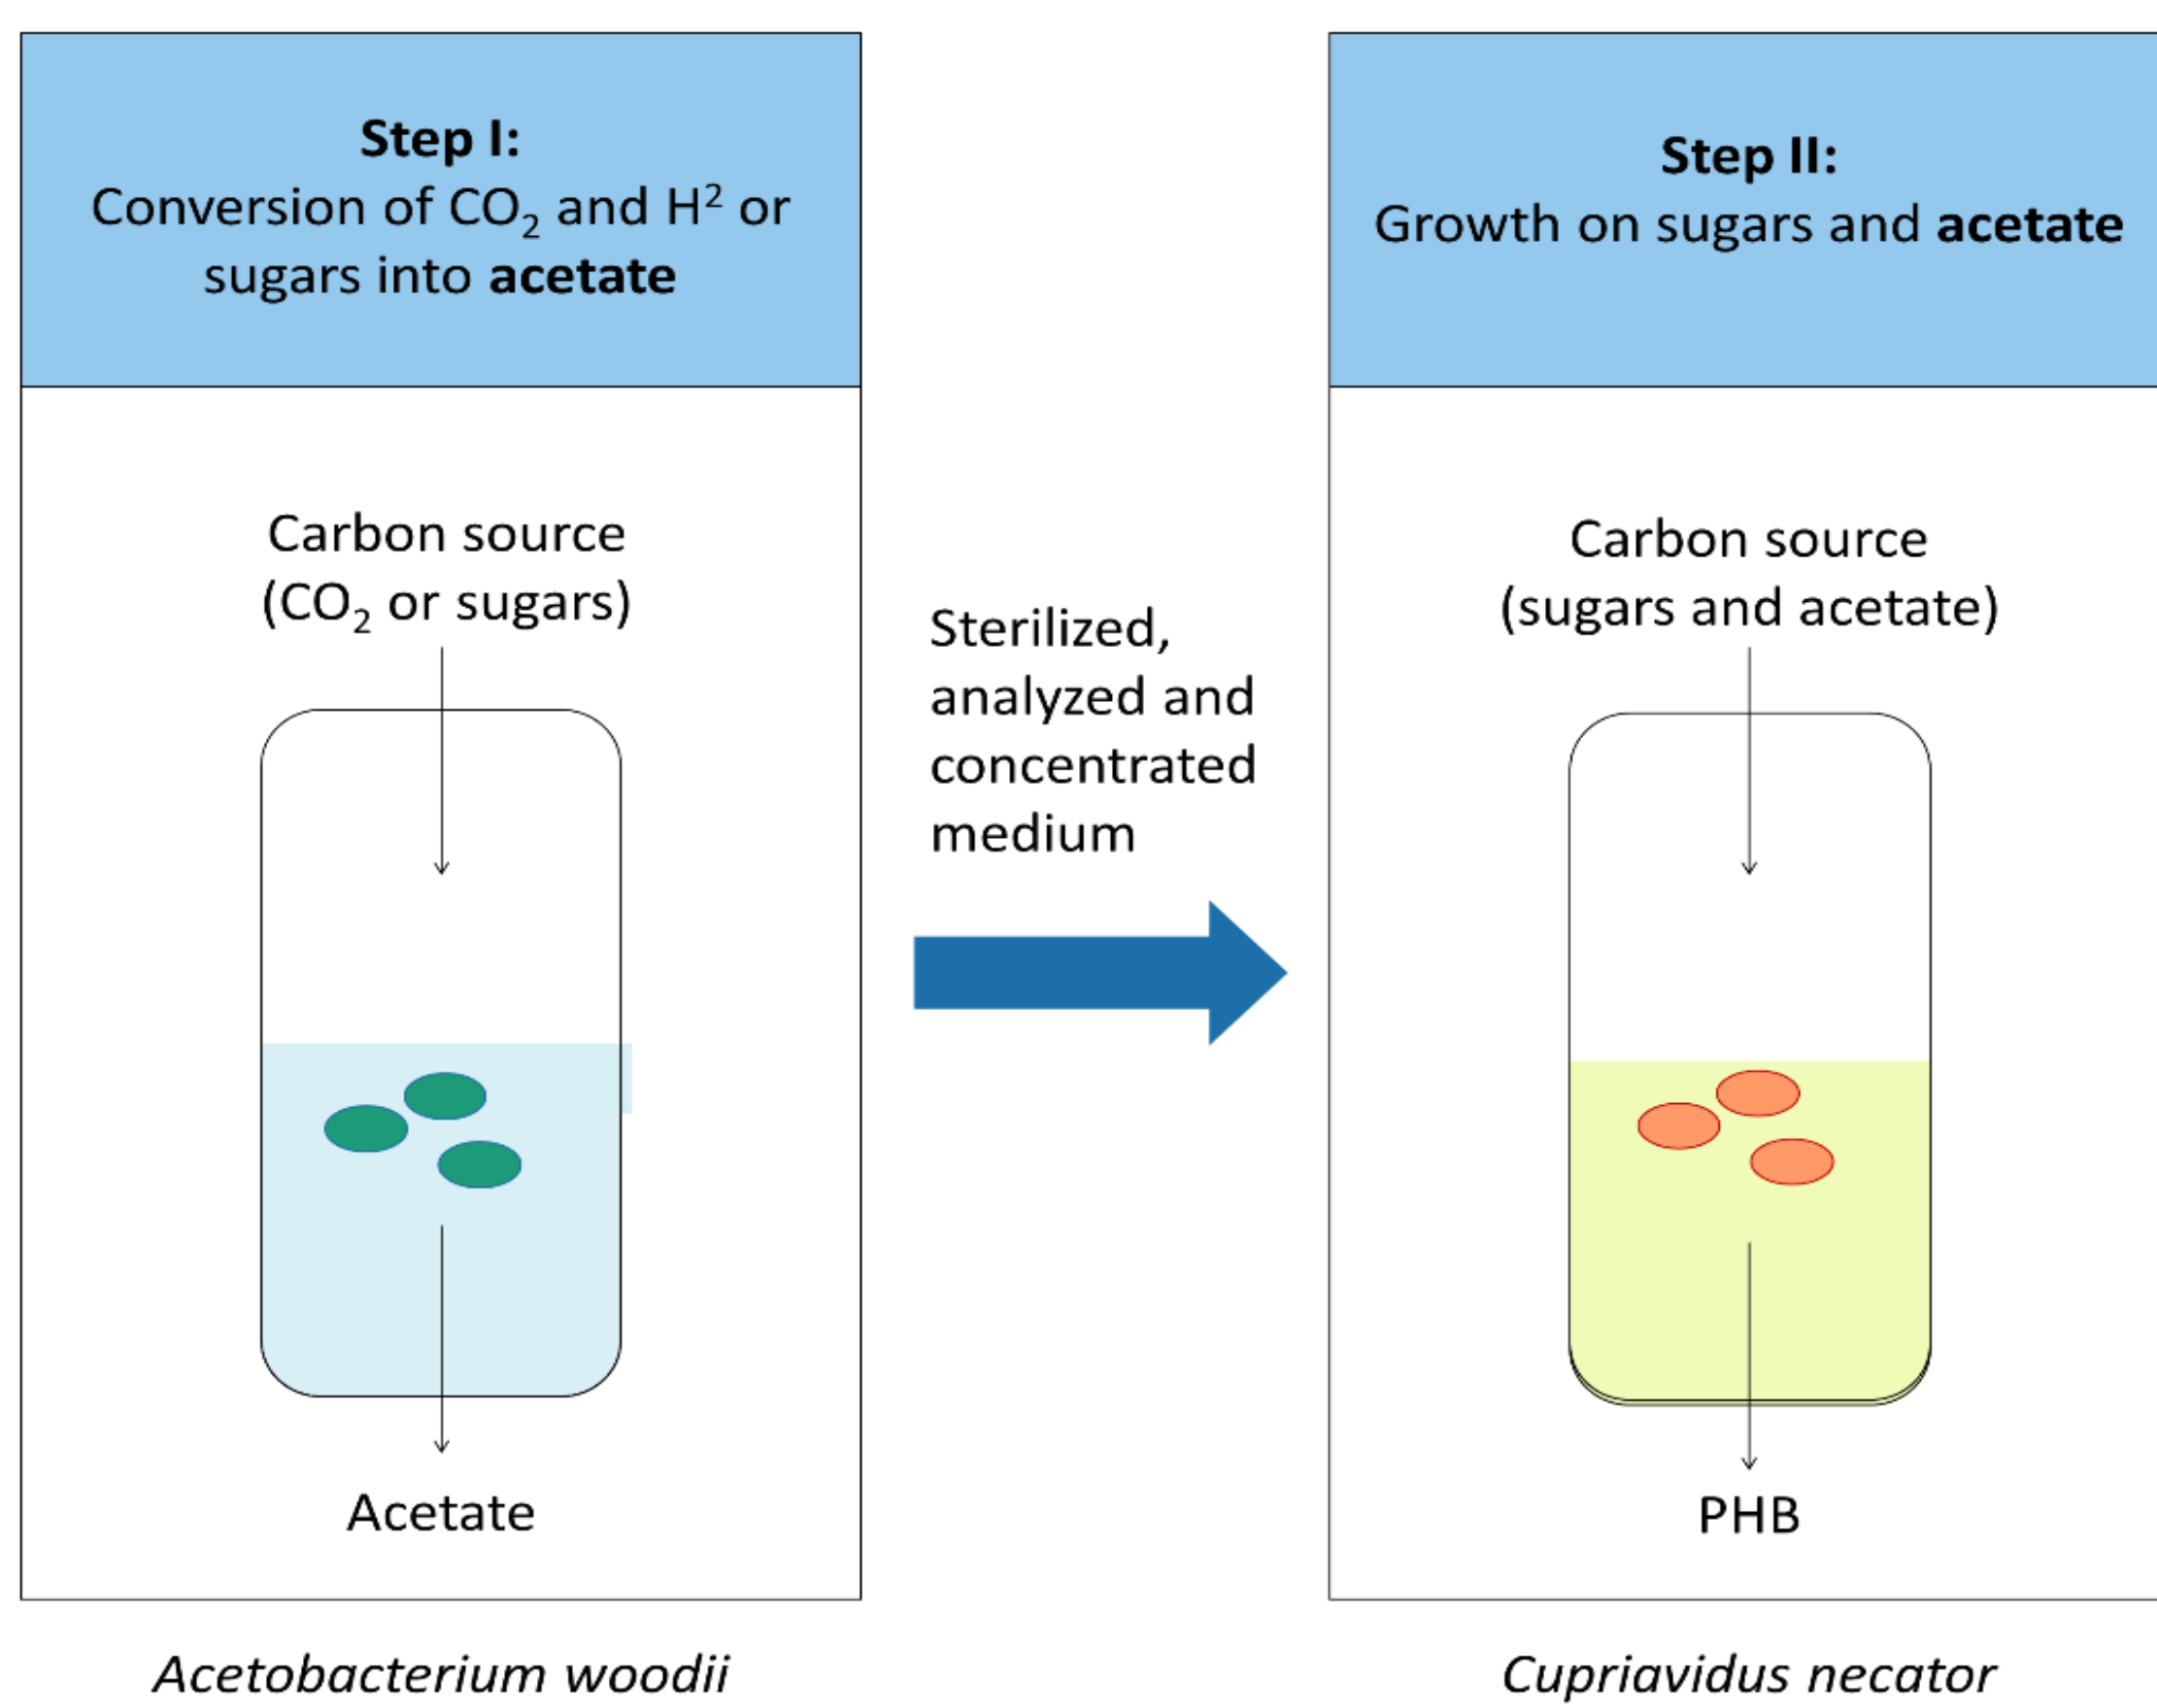 Step I:
Conversion of CO₂ and H² or
sugars into acetate
Carbon source
(CO₂ or sugars)
Acetate
Acetobacterium woodii
Sterilized,
analyzed and
concentrated
medium
Step II:
Growth on sugars and acetate
Carbon source
(sugars and acetate)
PHB
Cupriavidus necator